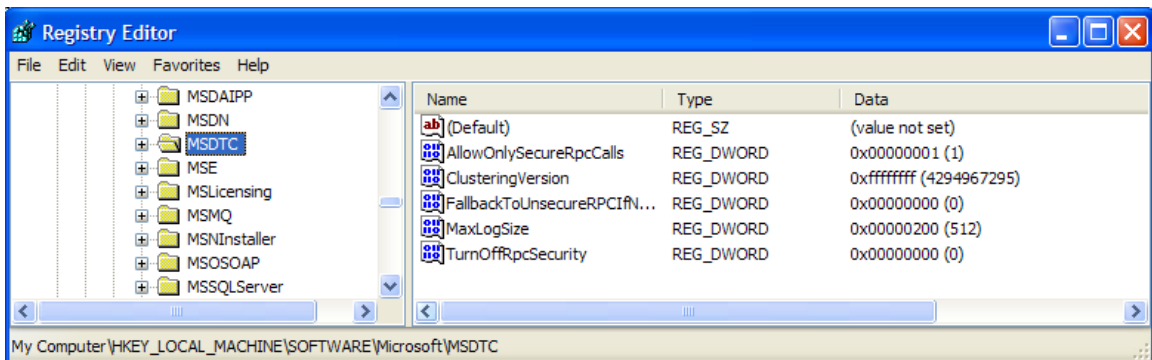 Registry Editor
File Edit View Favorites Help
MSDAIPP
MSDN
MSDTC
MSE
MSLicensing
MSMQ
MSNInstaller
MSOSOAP
MSSQLServer
Name Type Data
(Default) REG_SZ (value not set)
AllowOnlySecureRpcCalls REG_DWORD 0x00000001 (1)
ClusteringVersion REG_DWORD 0xffffffff (4294967295)
FallbackToUnsecureRPCIfN... REG_DWORD 0x00000000 (0)
MaxLogSize REG_DWORD 0x00000200 (512)
TurnOffRpcSecurity REG_DWORD 0x00000000 (0)
My Computer\HKEY_LOCAL_MACHINE\SOFTWARE\Microsoft\MSDTC